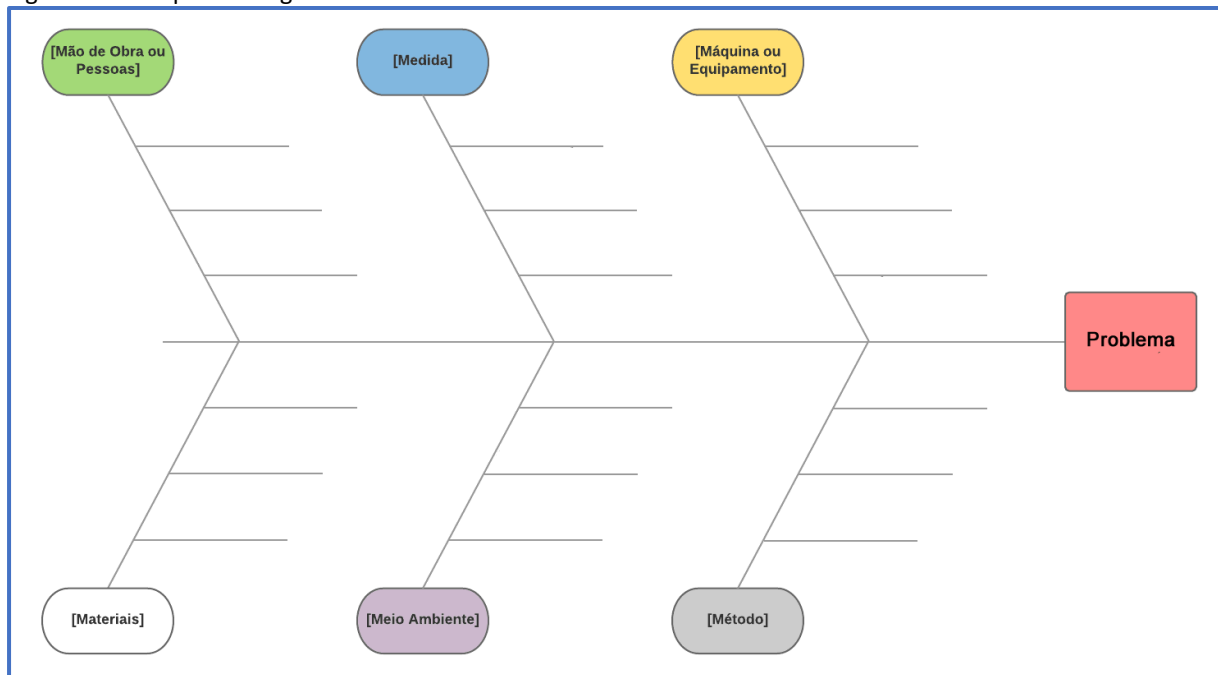 [Mão de Obra ou
Pessoas]
[Medida]
[Máquina ou
Equipamento]
Problema
[Materiais]
[Meio Ambiente]
[Método]